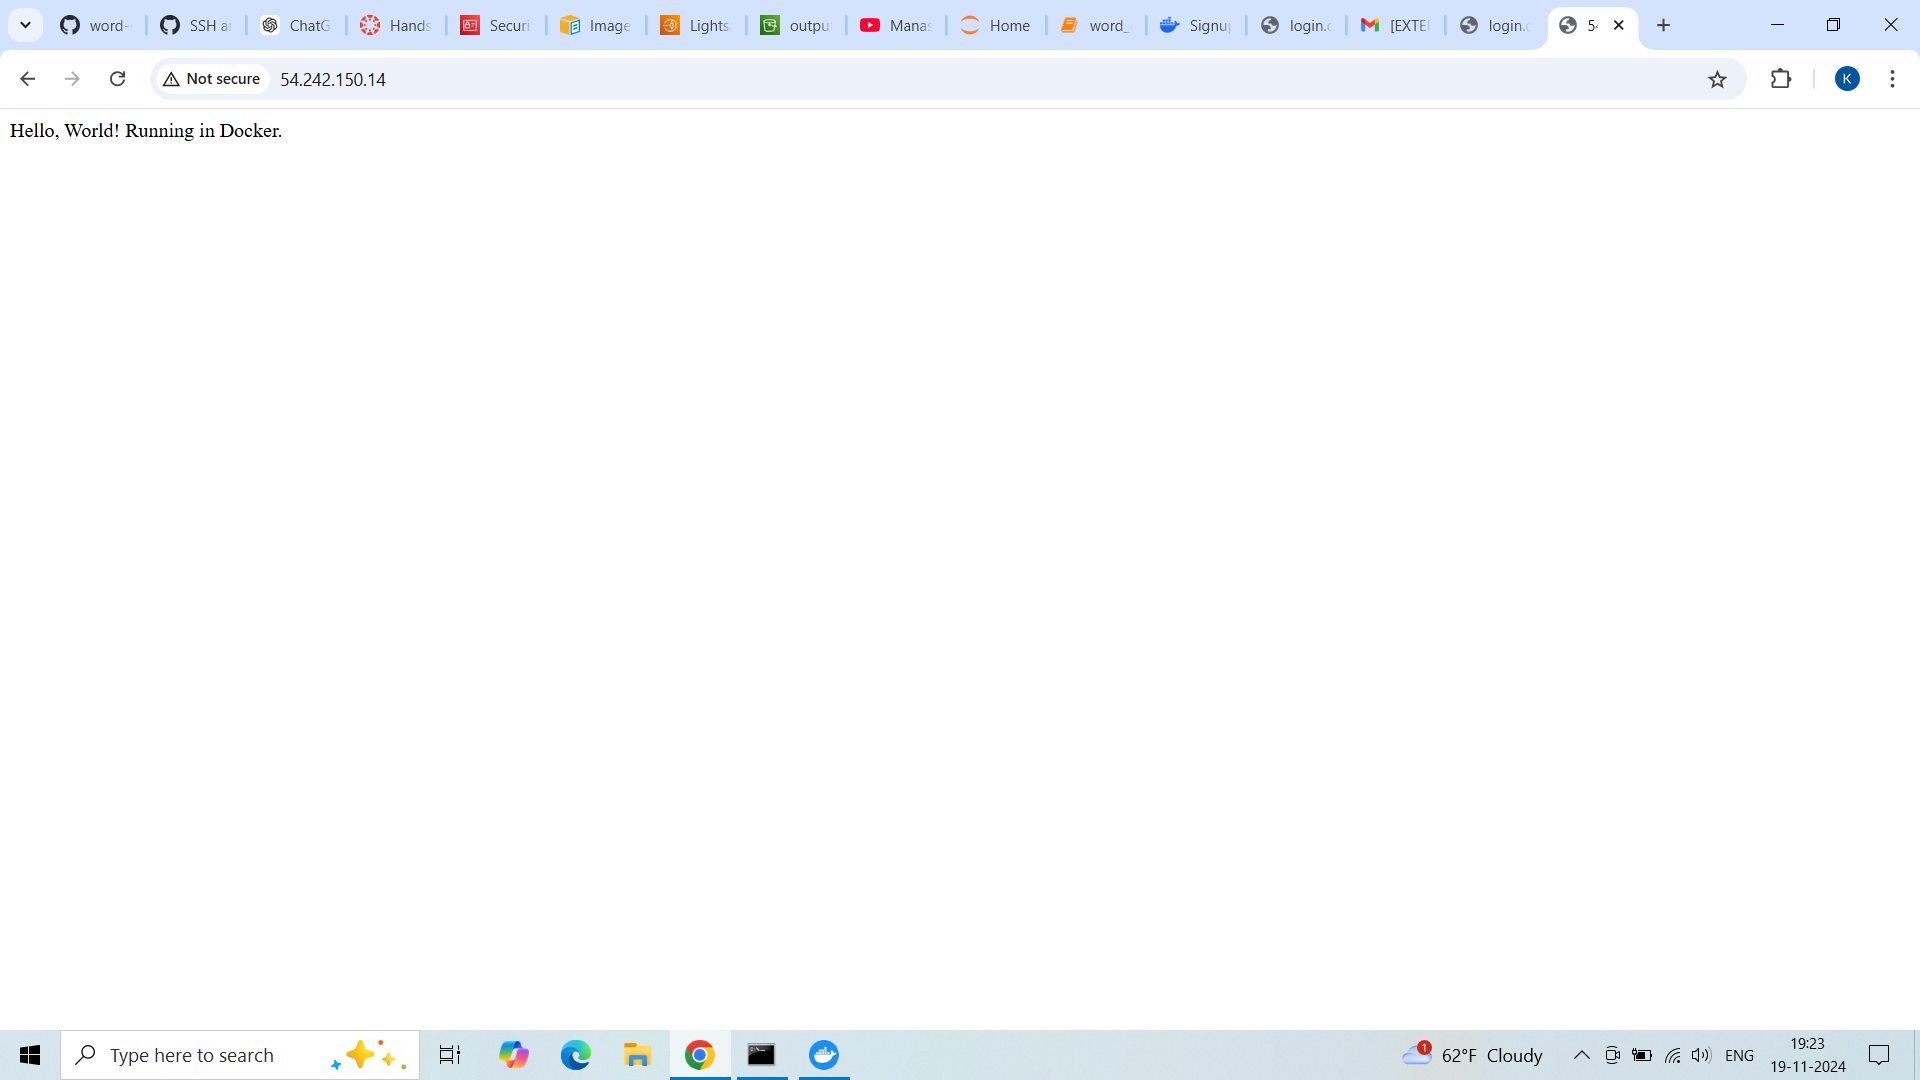 word- SSH ar ChatG Hands Securi Image Lights outpu Manas Home word_ Signup login.c [EXTE login. 54
Not secure 54.242.150.14
K
Hello, World! Running in Docker.
Type here to search 1 62°F Cloudy ENG 19:23
19-11-2024